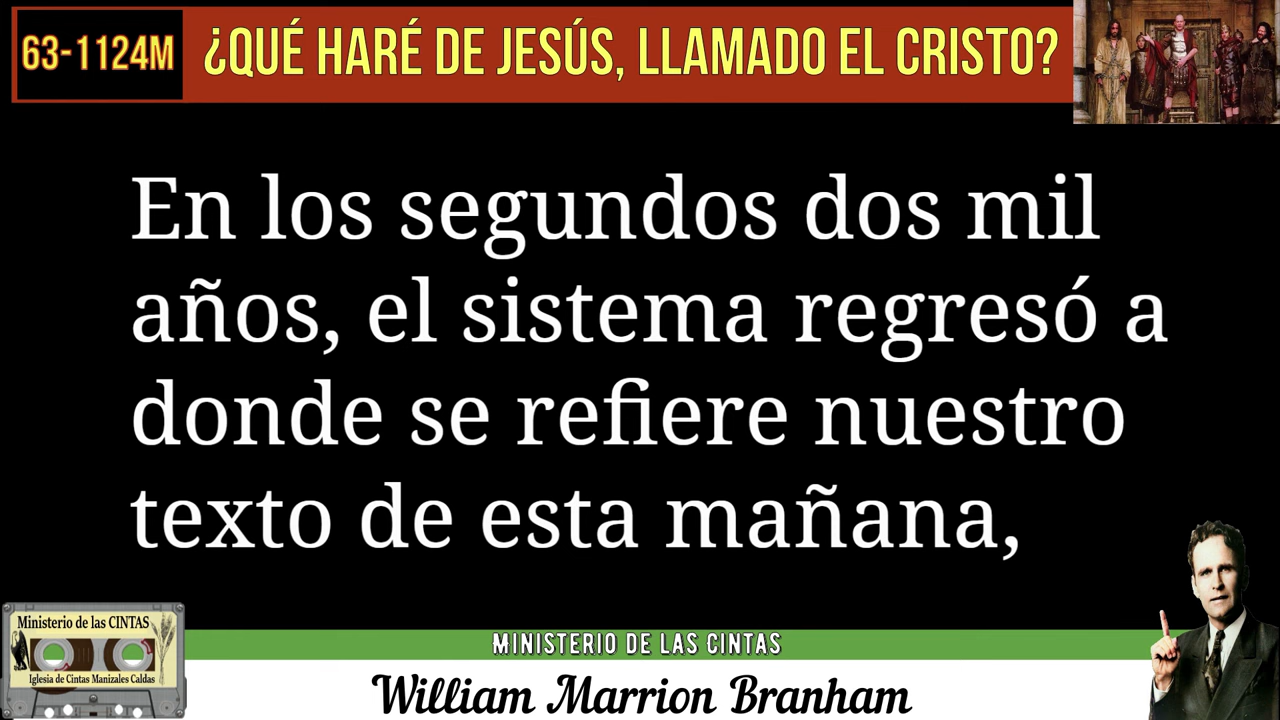 63-1124M
¿QUÉ HARÉ DE JESÚS, LLAMADO EL CRISTO?
En los segundos dos mil
años, el sistema regresó a
donde se refiere nuestro
texto de esta mañana,
Ministerio de las CINTAS
Iglesia de Cintas Manizales Caldas
MINISTERIO DE LAS CINTAS
William Marrion Branham